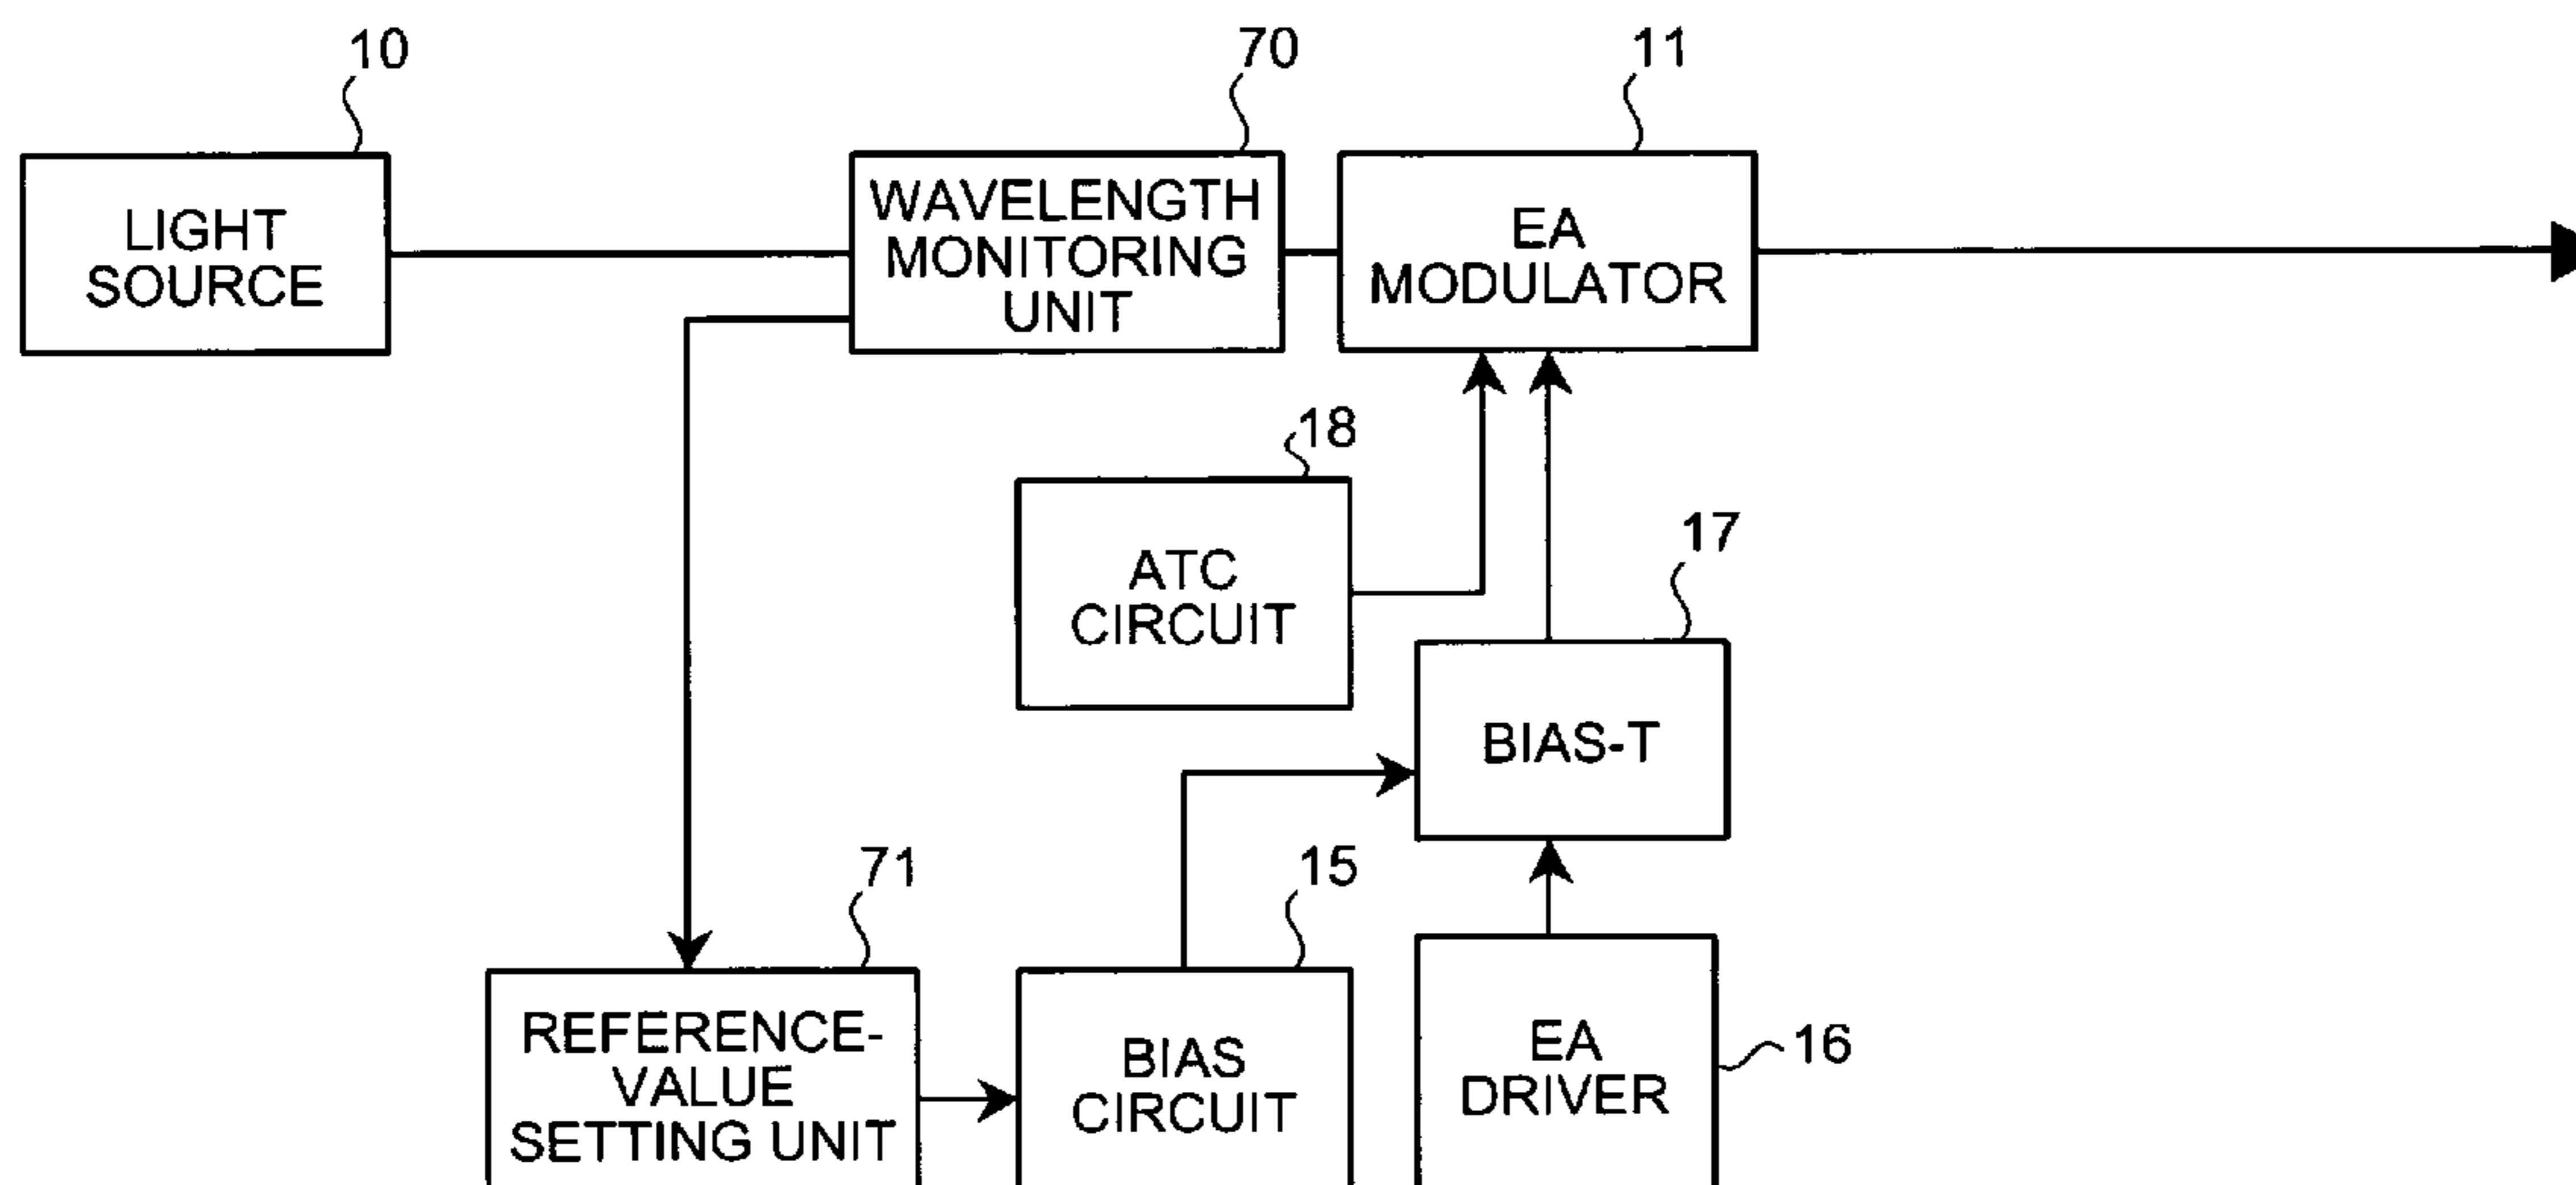 10
70
11
LIGHT
SOURCE
WAVELENGTH
MONITORING
UNIT
EA
MODULATOR
18
ATC
CIRCUIT
17
BIAS-T
71
15
REFERENCE-
VALUE
SETTING UNIT
BIAS
CIRCUIT
EA
DRIVER
16